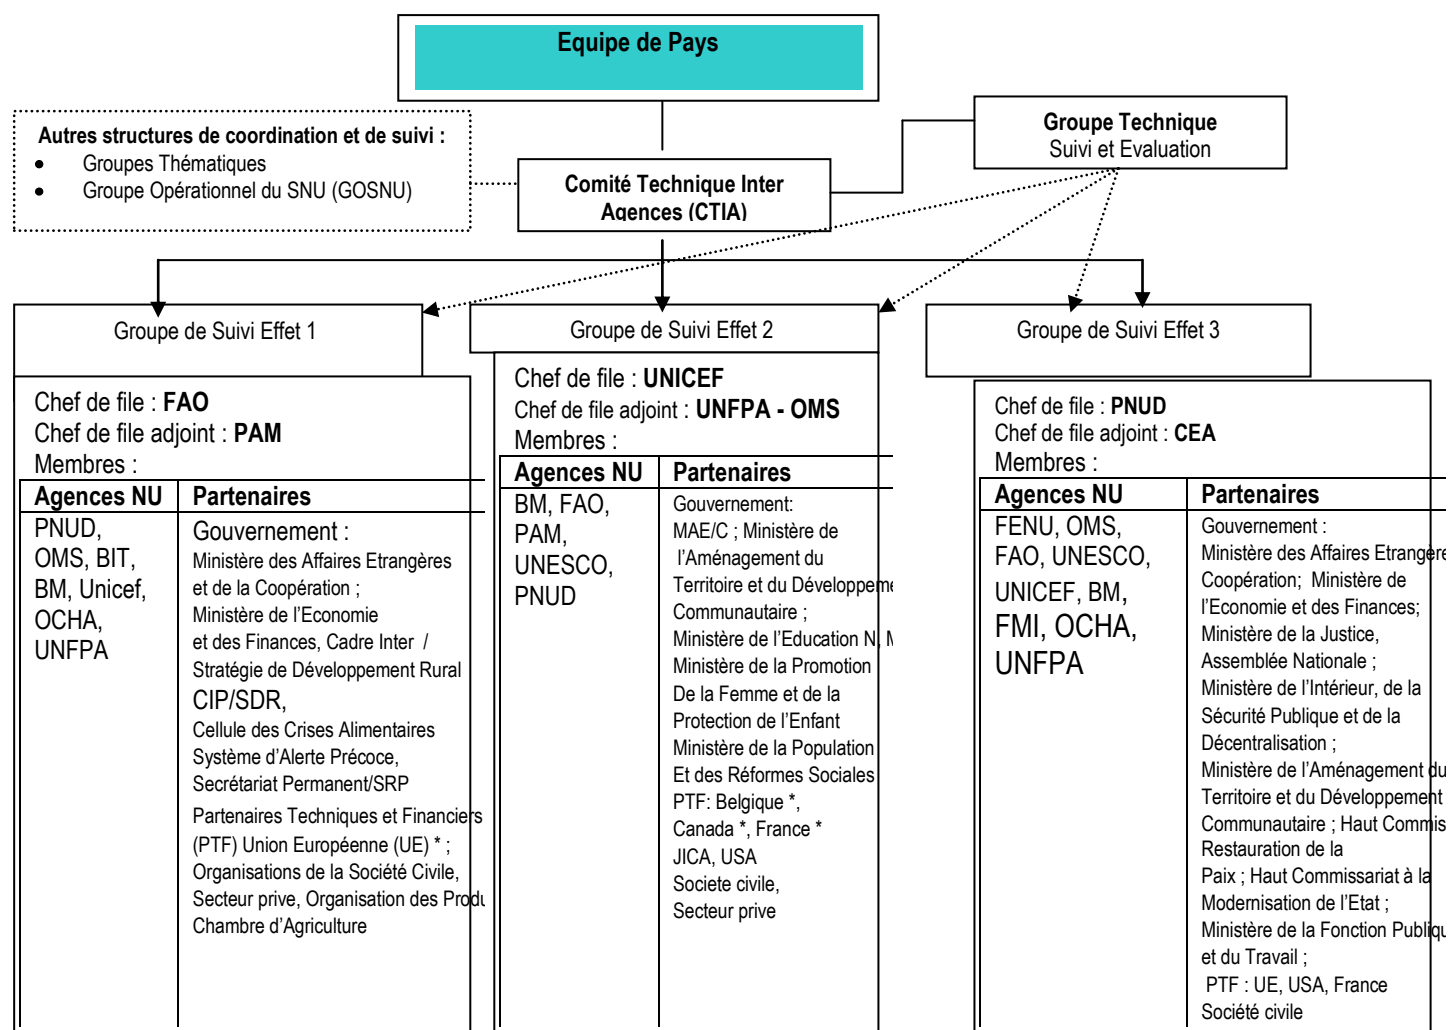 Equipe de Pays
Autres structures de coordination et de suivi :
• Groupes Thématiques
• Groupe Opérationnel du SNU (GOSNU)
Comité Technique Inter
Agences (CTIA)
Groupe Technique
Suivi et Evaluation
Groupe de Suivi Effet 1
Chef de file : FAO
Chef de file adjoint : PAM
Membres :
Agences NU
PNUD,
OMS, BIT,
BM, Unicef,
OCHA,
UNFPA
Partenaires
Gouvernement :
Ministère des Affaires Etrangères
et de la Coopération ;
Ministère de l’Economie
et des Finances, Cadre Inter /
Stratégie de Développement Rural
CIP/SDR,
Cellule des Crises Alimentaires
Système d’Alerte Précoce,
Secrétariat Permanent/SRP
Partenaires Techniques et Financiers
(PTF) Union Européenne (UE) * ;
Organisations de la Société Civile,
Secteur prive, Organisation des Produ
Chambre d’Agriculture
Groupe de Suivi Effet 2
Chef de file : UNICEF
Chef de file adjoint : UNFPA - OMS
Membres :
Agences NU
BM, FAO,
PAM,
UNESCO,
PNUD
Partenaires
Gouvernement:
MAE/C ; Ministère de
l’Aménagement du
Territoire et du Développeme
Communautaire ;
Ministère de l’Education N,
Ministère de la Promotion
De la Femme et de la
Protection de l’Enfant
Ministère de la Population
Et des Réformes Sociales
PTF: Belgique *,
Canada *, France *
JICA, USA
Societe civile,
Secteur prive
Groupe de Suivi Effet 3
Chef de file : PNUD
Chef de file adjoint : CEA
Membres :
Agences NU
FENU, OMS,
FAO, UNESCO,
UNICEF, BM,
FMI, OCHA,
UNFPA
Partenaires
Gouvernement :
Ministère des Affaires Etrangère
Coopération; Ministère de
l’Economie et des Finances;
Ministère de la Justice,
Assemblée Nationale ;
Ministère de l’Intérieur, de la
Sécurité Publique et de la
Décentralisation ;
Ministère de l’Aménagement du
Territoire et du Développement
Communautaire ; Haut Commis
Restauration de la
Paix ; Haut Commissariat à la
Modernisation de l’Etat ;
Ministère de la Fonction Publiqu
et du Travail ;
PTF : UE, USA, France
Société civile